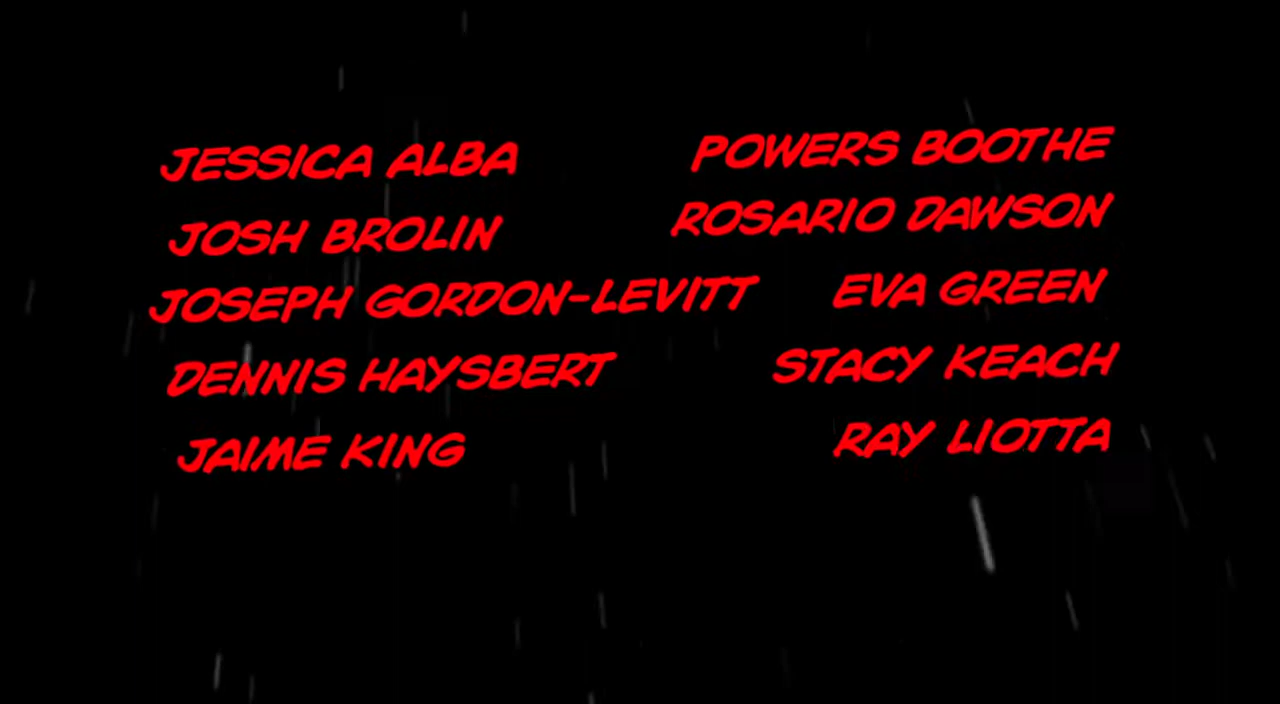 JESSICA ALBA
POWERS BOOTHE
JOSH BROLIN
ROSARIO DAWSON
JOSEPH GORDON-LEVITT
EVA GREEN
DENNIS HAYSBERT
STACY KEACH
JAIME KING
RAY LIOTTA